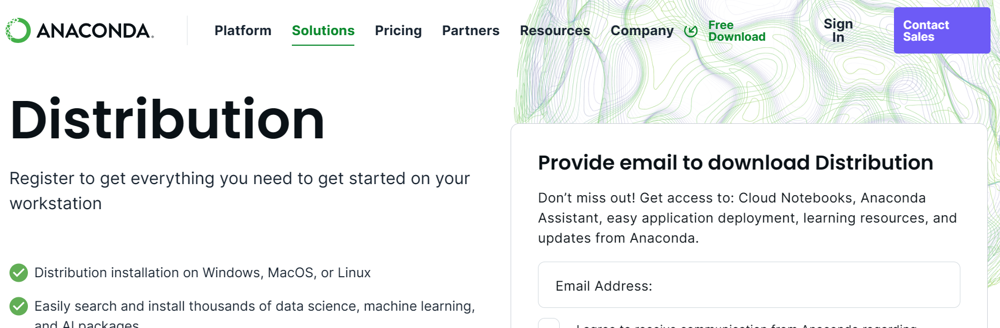 ANACONDA.
Platform
Solutions
Pricing
Partners
Resources
Company
Free
Download
Sign
In
Contact
Sales
Distribution
Register to get everything you need to get started on your
workstation
Distribution installation on Windows, MacOS, or Linux
Easily search and install thousands of data science, machine learning,
and AI packages
Provide email to download Distribution
Don’t miss out! Get access to: Cloud Notebooks, Anaconda
Assistant, easy application deployment, learning resources, and
updates from Anaconda.
Email Address:
I agree to receive communication from Anaconda regarding